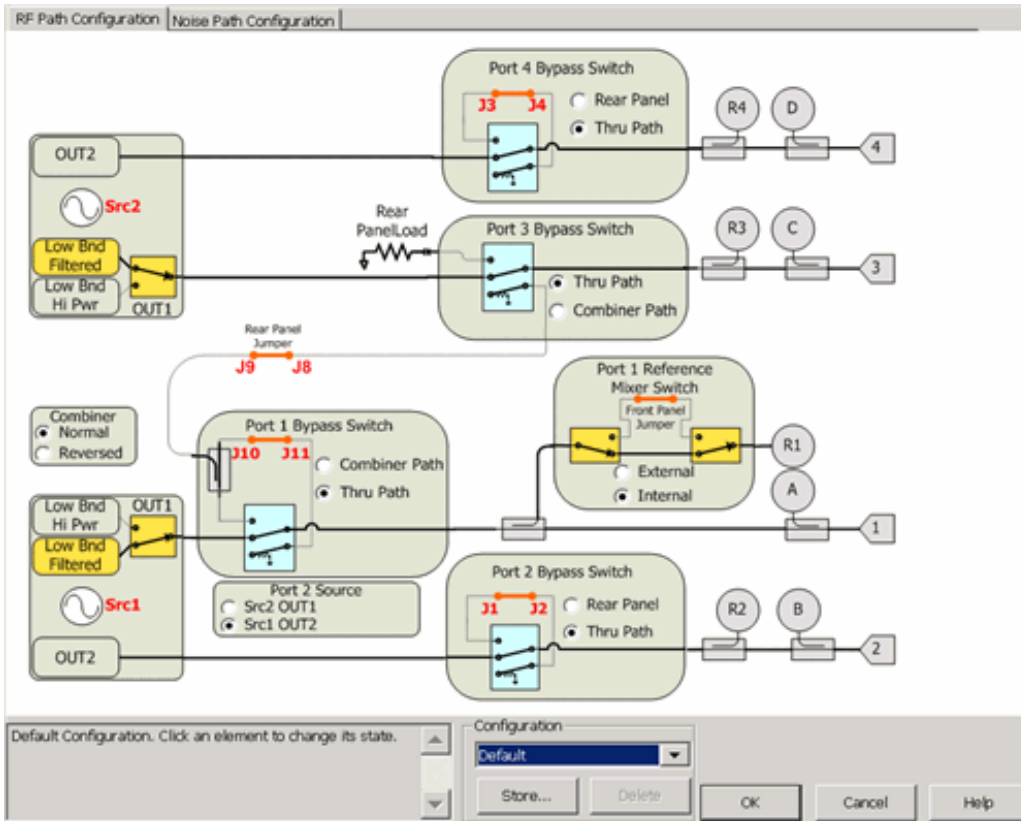 RF Path Configuration
Noise Path Configuration
Port 4 Bypass Switch
J3
J4
Rear Panel
Thru Path
R4
D
4
OUT2
Src2
Low Bnd
Filtered
Low Bnd
Hi Pwr
OUT1
Rear
PanelLoad
Port 3 Bypass Switch
Thru Path
Combiner Path
R3
C
3
Rear Panel
Jumper
J9
J8
Port 1 Reference
Mixer Switch
Front Panel
Jumper
External
Internal
R1
A
1
Combiner
Normal
Reversed
Port 1 Bypass Switch
J10
J11
Combiner Path
Thru Path
Low Bnd
Hi Pwr
OUT1
Low Bnd
Filtered
Src1
OUT2
Port 2 Source
Src2 OUT1
Src1 OUT2
Port 2 Bypass Switch
J1
J2
Rear Panel
Thru Path
R2
B
2
Default Configuration. Click an element to change its state.
Configuration
Default
Store...
Delete
OK
Cancel
Help